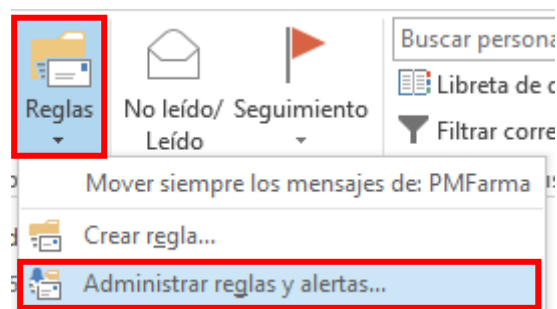 Buscar persona
Libreta de
Filtrar corre
Reglas
No leído/
Leído
Seguimiento
Mover siempre los mensajes de: PMFarma
Crear regla...
Administrar reglas y alertas...